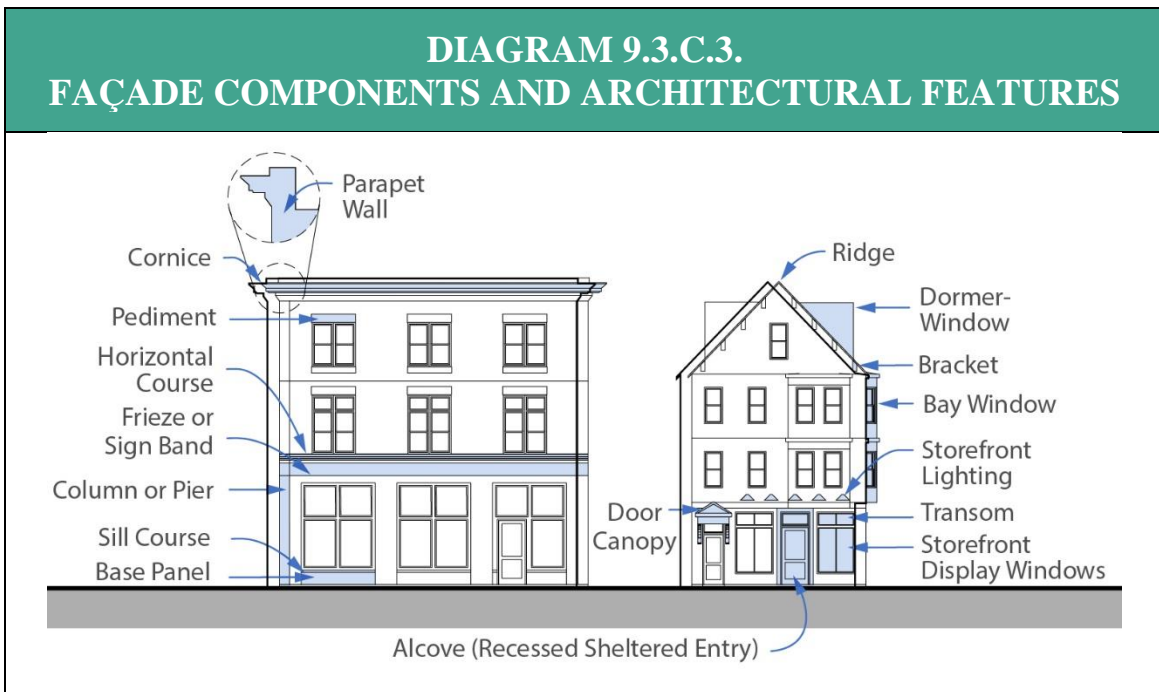 DIAGRAM 9.3.C.3.
FAÇADE COMPONENTS AND ARCHITECTURAL FEATURES
Parapet
Wall
Cornice
Pediment
Horizontal
Course
Frieze or
Sign Band
Column or Pier
Sill Course
Base Panel
Ridge
Dormer-
Window
Bracket
Bay Window
Storefront
Lighting
Door
Canopy
Transom
Storefront
Display Windows
Alcove (Recessed Sheltered Entry)